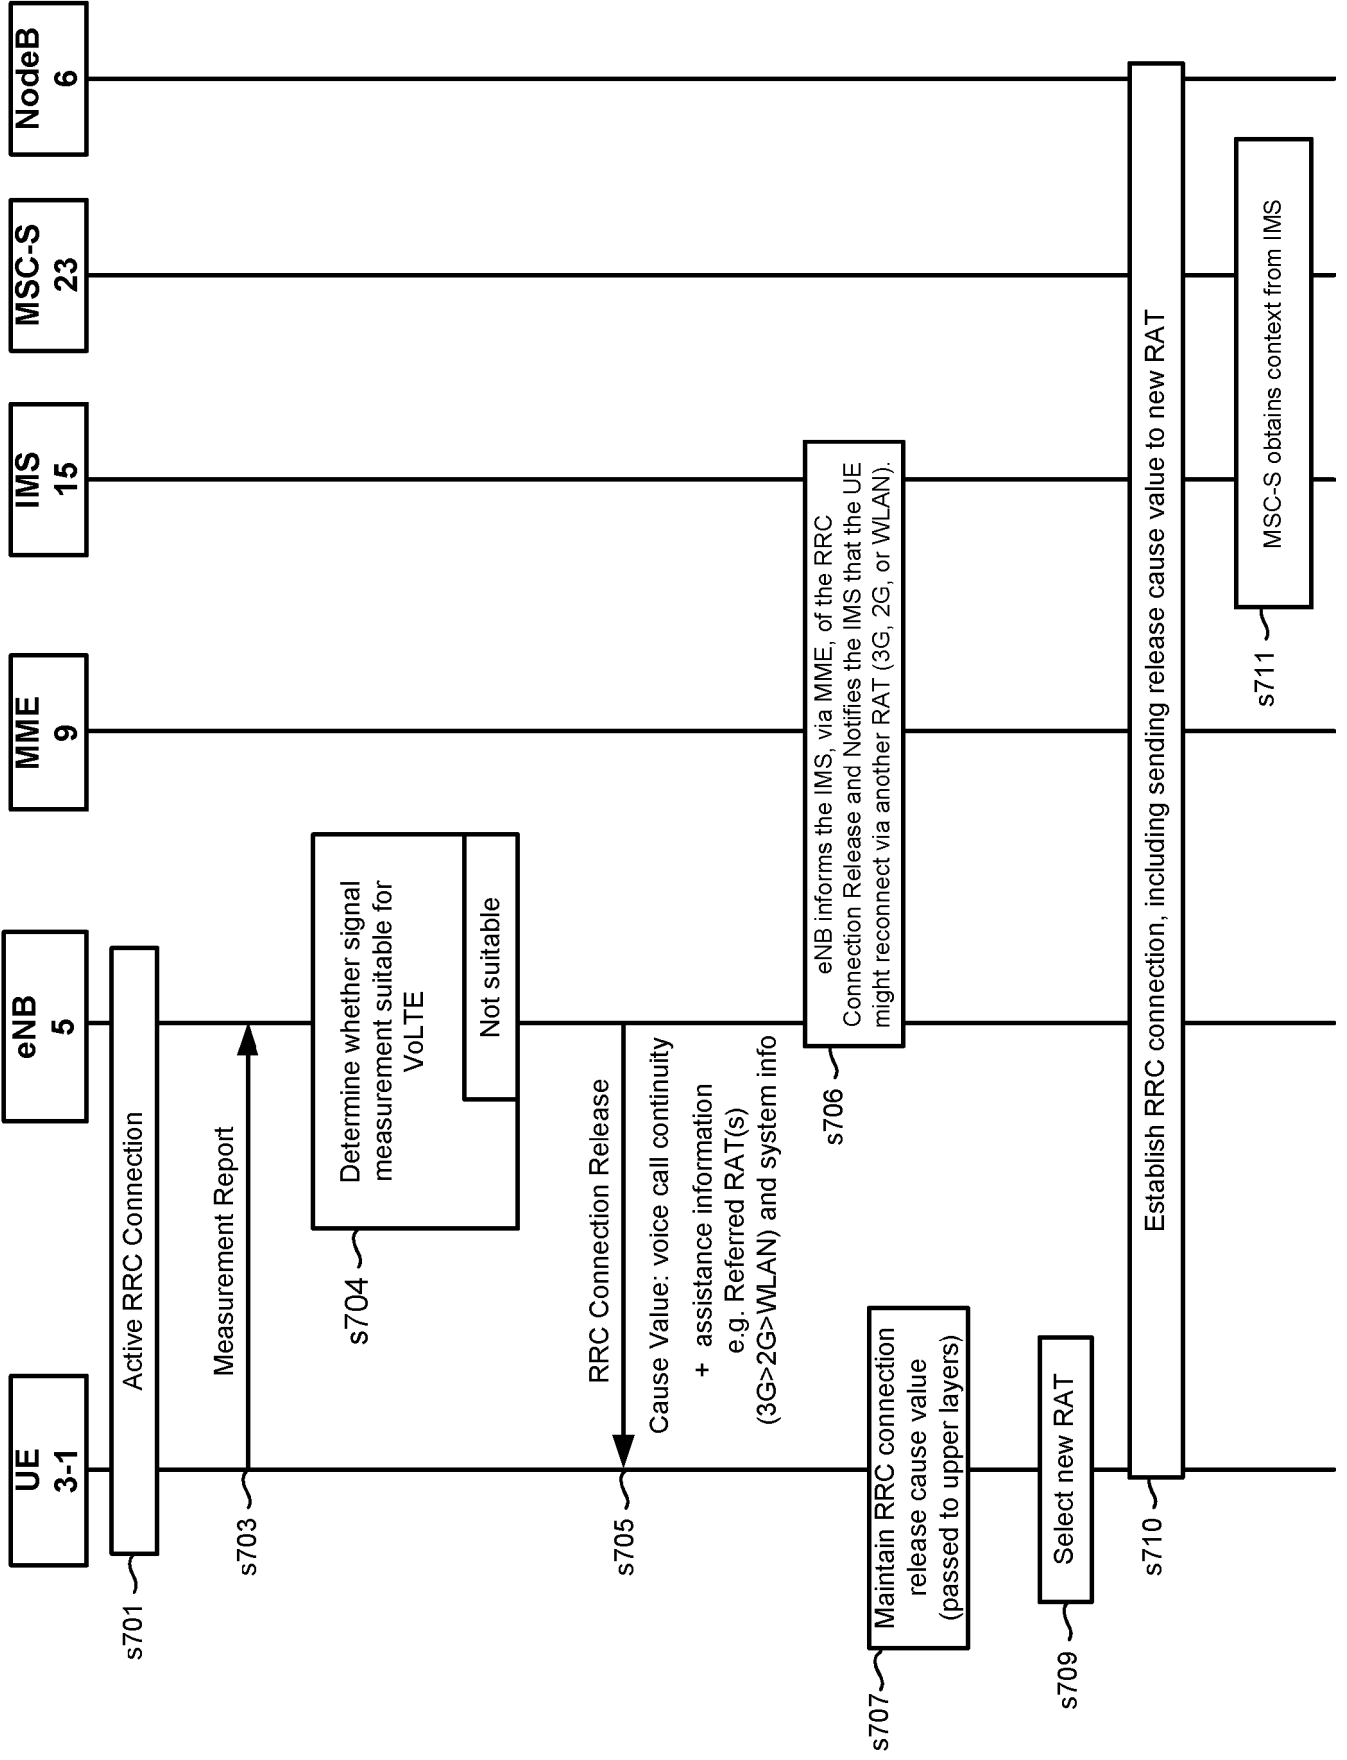 UE
3-1
eNB
5
MME
9
IMS
15
MSC-S
23
NodeB
6
s701
Active RRC Connection
s703
Measurement Report
s704
Determine whether signal
measurement suitable for
VoLTE
Not suitable
s705
RRC Connection Release
Cause Value: voice call continuity
+ assistance information
e.g. Referred RAT(s)
(3G>2G>WLAN) and system info
s706
eNB informs the IMS, via MME, of the RRC
Connection Release and Notifies the IMS that the UE
might reconnect via another RAT (3G, 2G, or WLAN).
s707
Maintain RRC connection
release cause value
(passed to upper layers)
s709
Select new RAT
s710
Establish RRC connection, including sending release cause value to new RAT
s711
MSC-S obtains context from IMS